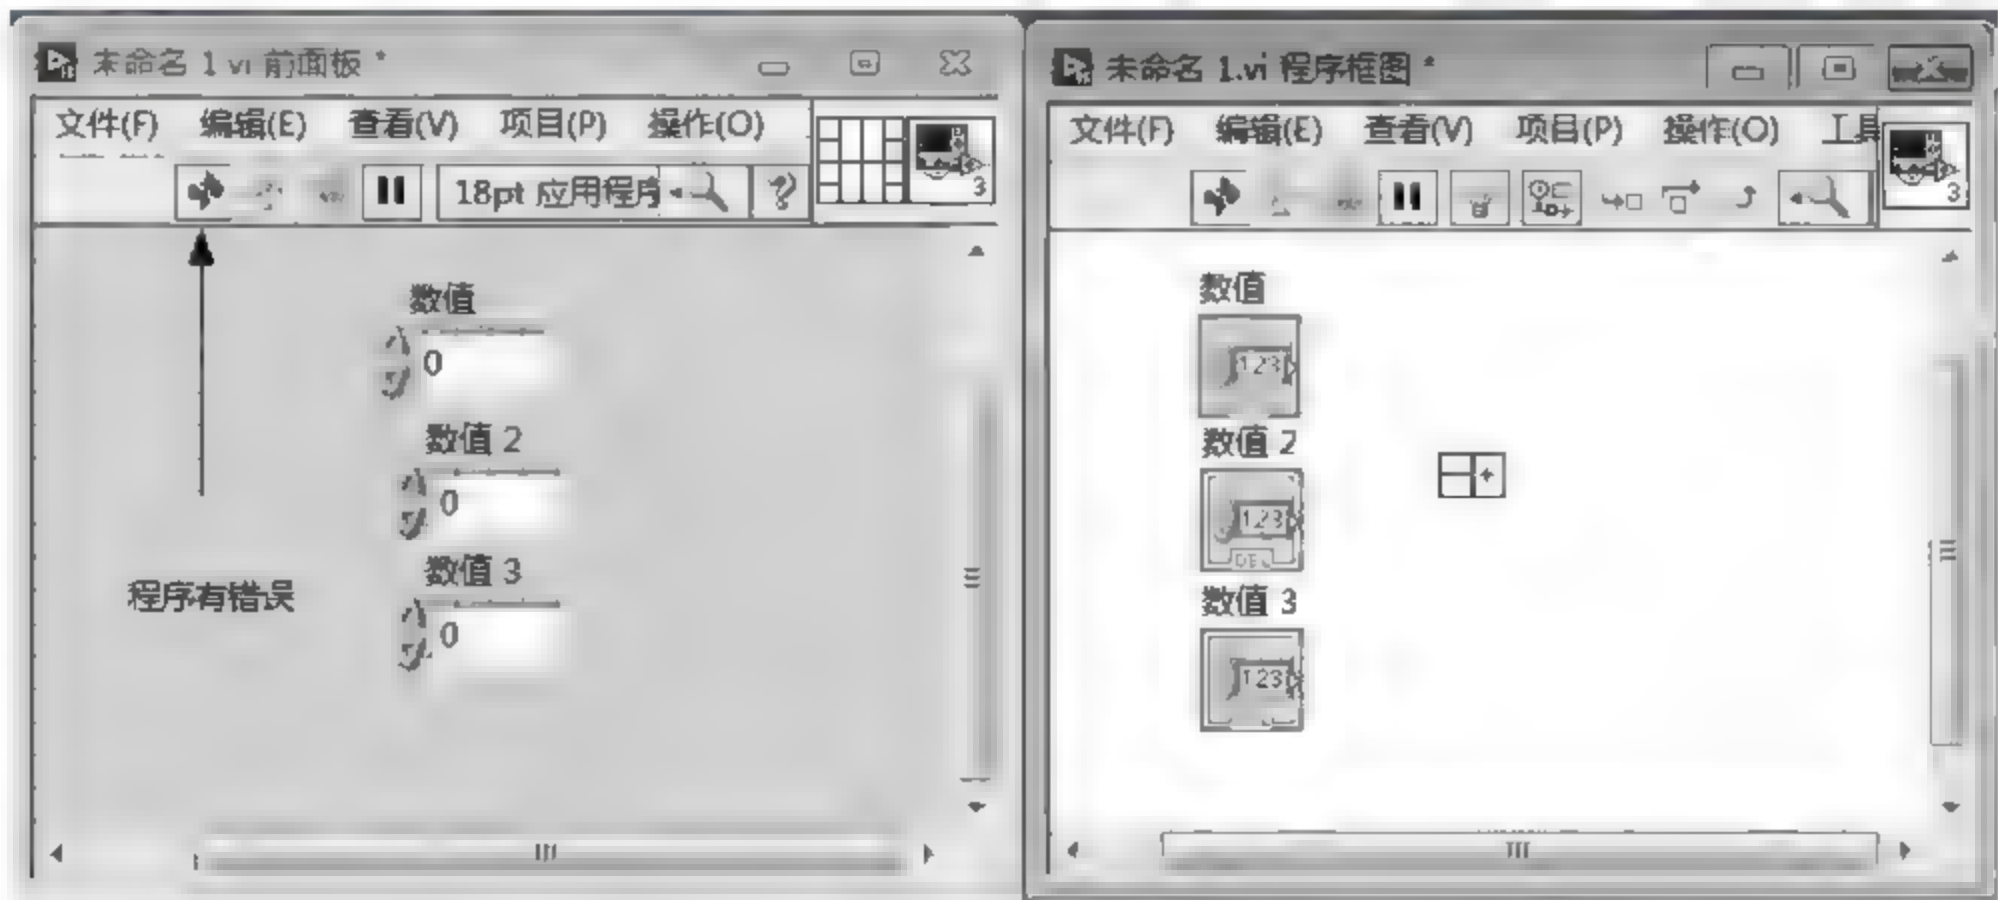 未命名 1 vi 前面板 *
文件(F) 编辑(E) 查看(V) 项目(P) 操作(O)
18pt 应用程序
3
数值
0
数值 2
0
数值 3
0
程序有错误
未命名 1.vi 程序框图 *
文件(F) 编辑(E) 查看(V) 项目(P) 操作(O) 工具
3
数值
123
数值 2
123
数值 3
123